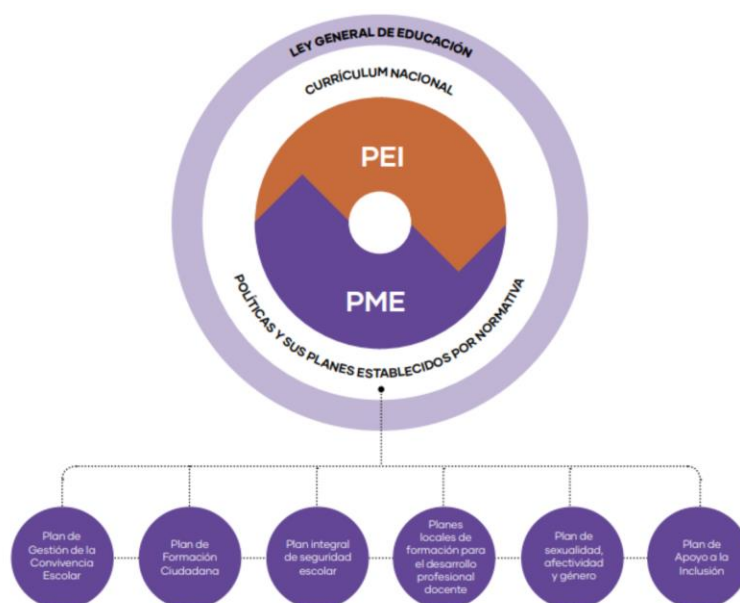 LEY GENERAL DE EDUCACIÓN
CURRÍCULUM NACIONAL
PEI
PME
POLÍTICAS Y SUS PLANES ESTABLECIDOS POR NORMATIVA
Plan de
Gestión de la
Convivencia
Escolar
Plan de
Formación
Ciudadana
Plan integral
de seguridad
escolar
Planes
locales de
formación para
el desarrollo
profesional
docente
Plan de
sexualidad,
afectividad
y género
Plan de
Apoyo a la
Inclusión